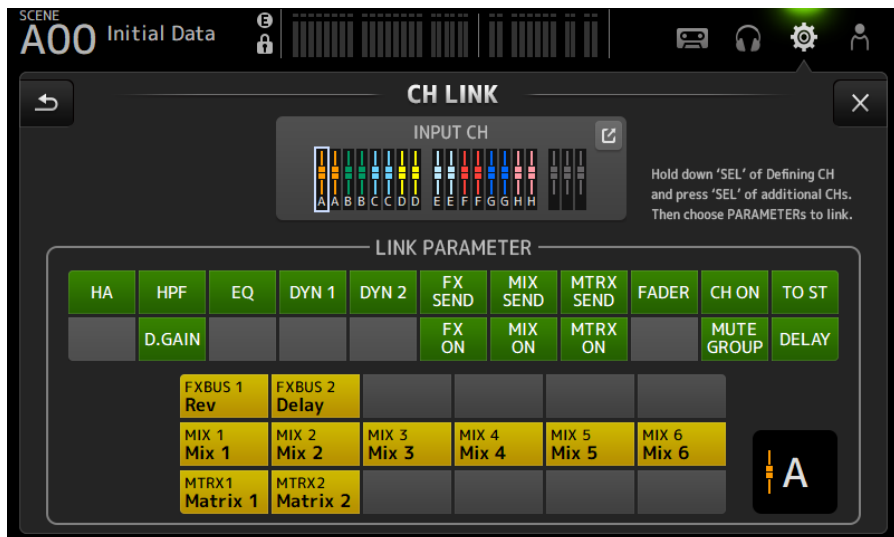 SCENE
A00 Initial Data
E
CH LINK
INPUT CH
A A B B C C D D E E F F G G H H
Hold down 'SEL' of Defining CH
and press 'SEL' of additional CHs.
Then choose PARAMETERs to link.
LINK PARAMETER
HA HPF EQ DYN 1 DYN 2 FX SEND MIX SEND MTRX SEND FADER CH ON TO ST
D.GAIN FX ON MIX ON MTRX ON MUTE GROUP DELAY
FXBUS 1 FXBUS 2
Rev Delay
MIX 1 MIX 2 MIX 3 MIX 4 MIX 5 MIX 6
Mix 1 Mix 2 Mix 3 Mix 4 Mix 5 Mix 6
MTRX1 MTRX2
Matrix 1 Matrix 2
A